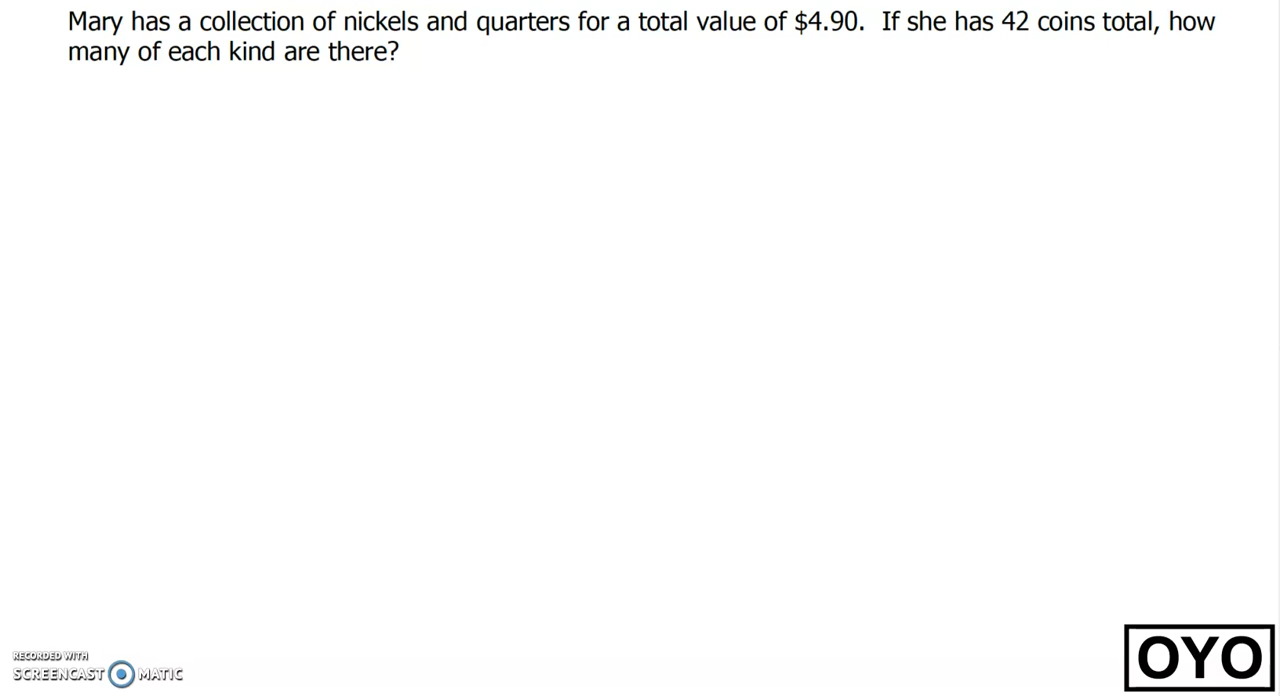 Mary has a collection of nickels and quarters for a total value of $4.90.  If she has 42 coins total, how
many of each kind are there?
RECORDED WITH
SCREENCAST MATIC
OYO